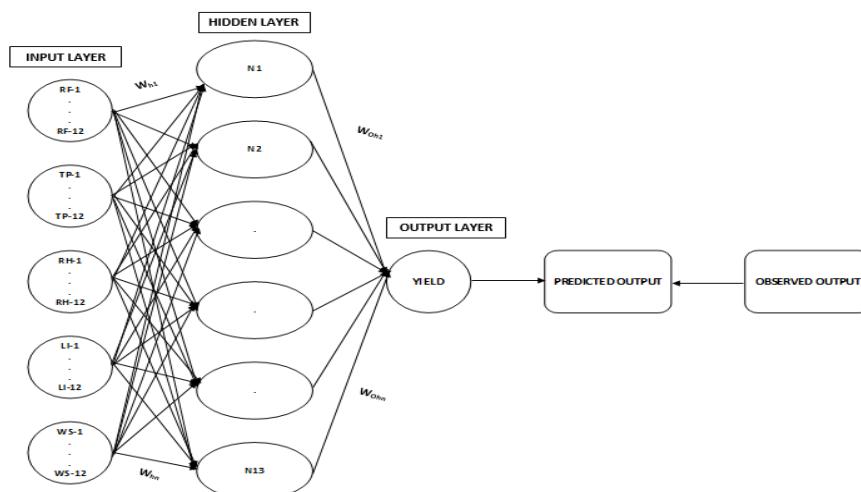 HIDDEN LAYER
INPUT LAYER
RF-1
.
.
.
RF-12
TP-1
.
.
.
TP-12
RH-1
.
.
.
RH-12
LI-1
.
.
.
LI-12
WS-1
.
.
.
WS-12
Wh1
Whn
N1
N2
.
.
.
N13
WOh1
WOhn
OUTPUT LAYER
YIELD
PREDICTED OUTPUT
OBSERVED OUTPUT